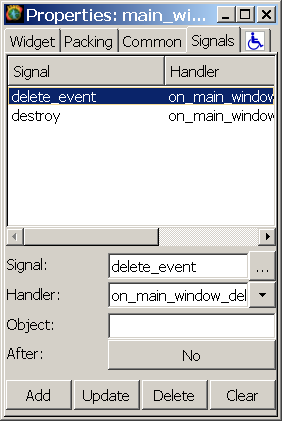 Properties: main_wi...
Widget Packing Common Signals
Signal Handler
delete_event on_main_window
destroy on_main_window
Signal: delete_event ...
Handler: on_main_window_del
Object:
After: No
Add Update Delete Clear